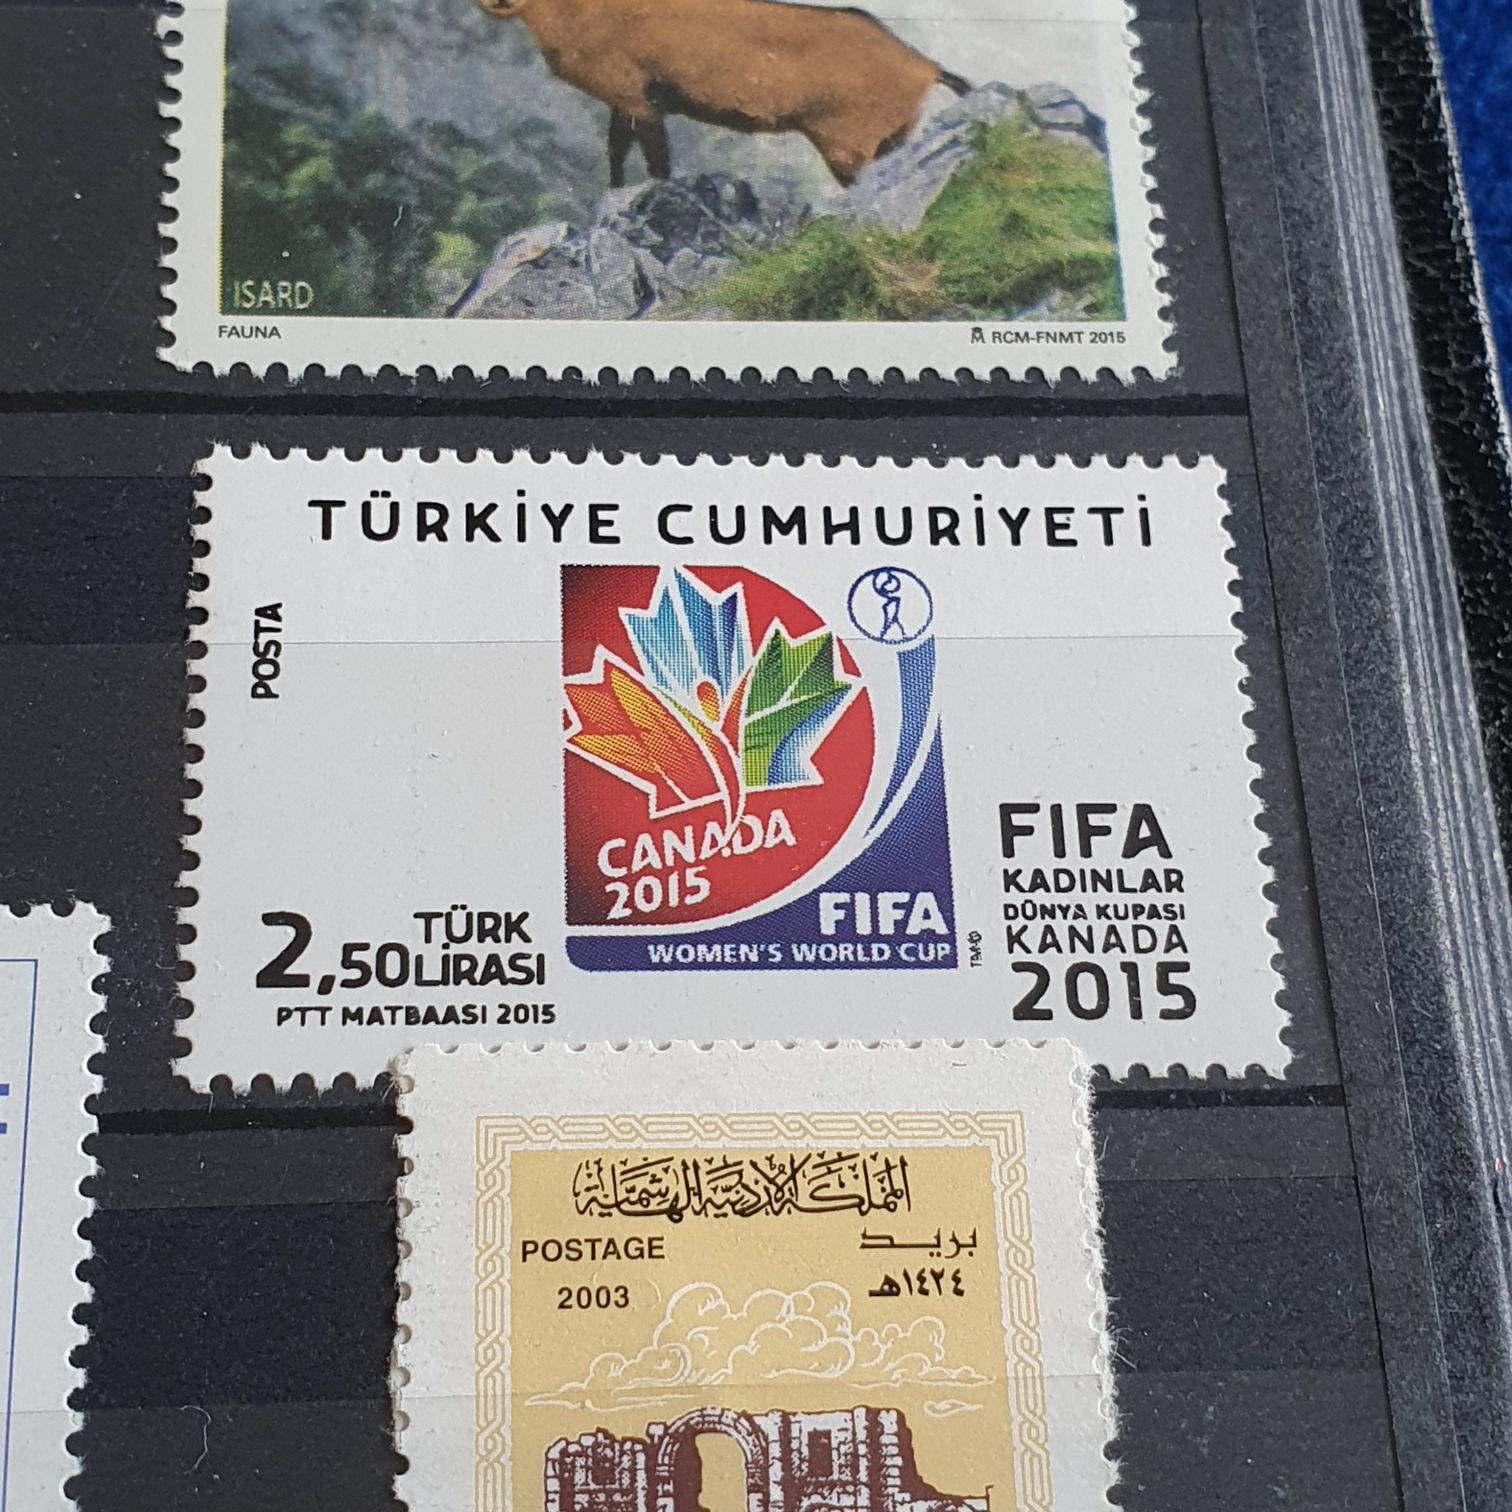 ISARD
FAUNA
RCM-FNMT 2015
TÜRKİYE CUMHURİYETİ
POSTA
CANADA
2015
FIFA
WOMEN'S WORLD CUP
2,50 TÜRK
LİRASI
PTT MATBAASI 2015
FIFA
KADINLAR
DÜNYA KUPASI
KANADA
2015
المملكة الأردنية الهاشمية
POSTAGE
بريد
2003
١٤٢٤هـ